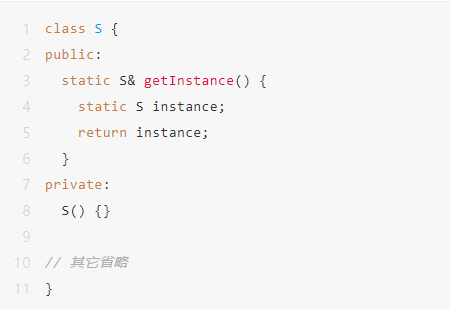 1 class S {
2 public:
3   static S& getInstance() {
4     static S instance;
5     return instance;
6   }
7 private:
8   S() {}
9
10 // 其它省略
11 }